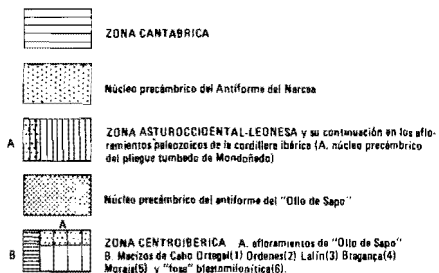 ZONA CANTABRICA
Núcleo precámbrico del Antiforme del Narcea
A
ZONA ASTUROCCIDENTAL-LEONESA y su continuación en los aflo-
ramientos paleozoicos de la cordillera ibérica (A, núcleo precámbrico
del pliegue tumbado de Mondoñedo)
Núcleo precámbrico del antiforme del "Ollo de Sapo"
A
B
ZONA CENTROIBERICA A. afloramientos de "Ollo de Sapo"
B. Macizos de Cabo Ortegal(1) Ordenes(2) Lalín(3) Bragança(4)
Morais(5) y "fosa" blastomilonítica(6).